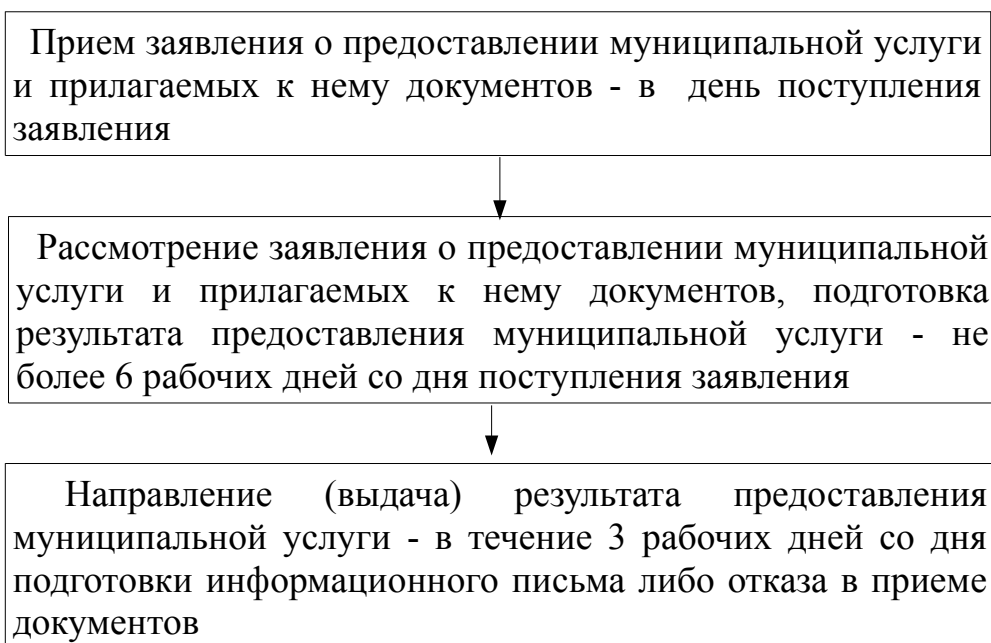 Прием заявления о предоставлении муниципальной услуги
и прилагаемых к нему документов - в день поступления
заявления
Рассмотрение заявления о предоставлении муниципальной
услуги и прилагаемых к нему документов, подготовка
результата предоставления муниципальной услуги - не
более 6 рабочих дней со дня поступления заявления
Направление (выдача) результата предоставления
муниципальной услуги - в течение 3 рабочих дней со дня
подготовки информационного письма либо отказа в приеме
документов